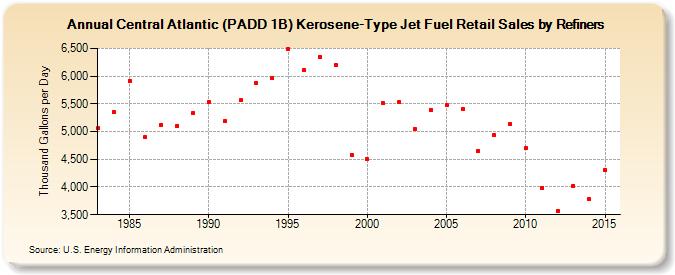 Annual Central Atlantic (PADD 1B) Kerosene-Type Jet Fuel Retail Sales by Refiners
Thousand Gallons per Day
6,500
6,000
5,500
5,000
4,500
4,000
3,500
1985 1990 1995 2000 2005 2010 2015
Source: U.S. Energy Information Administration